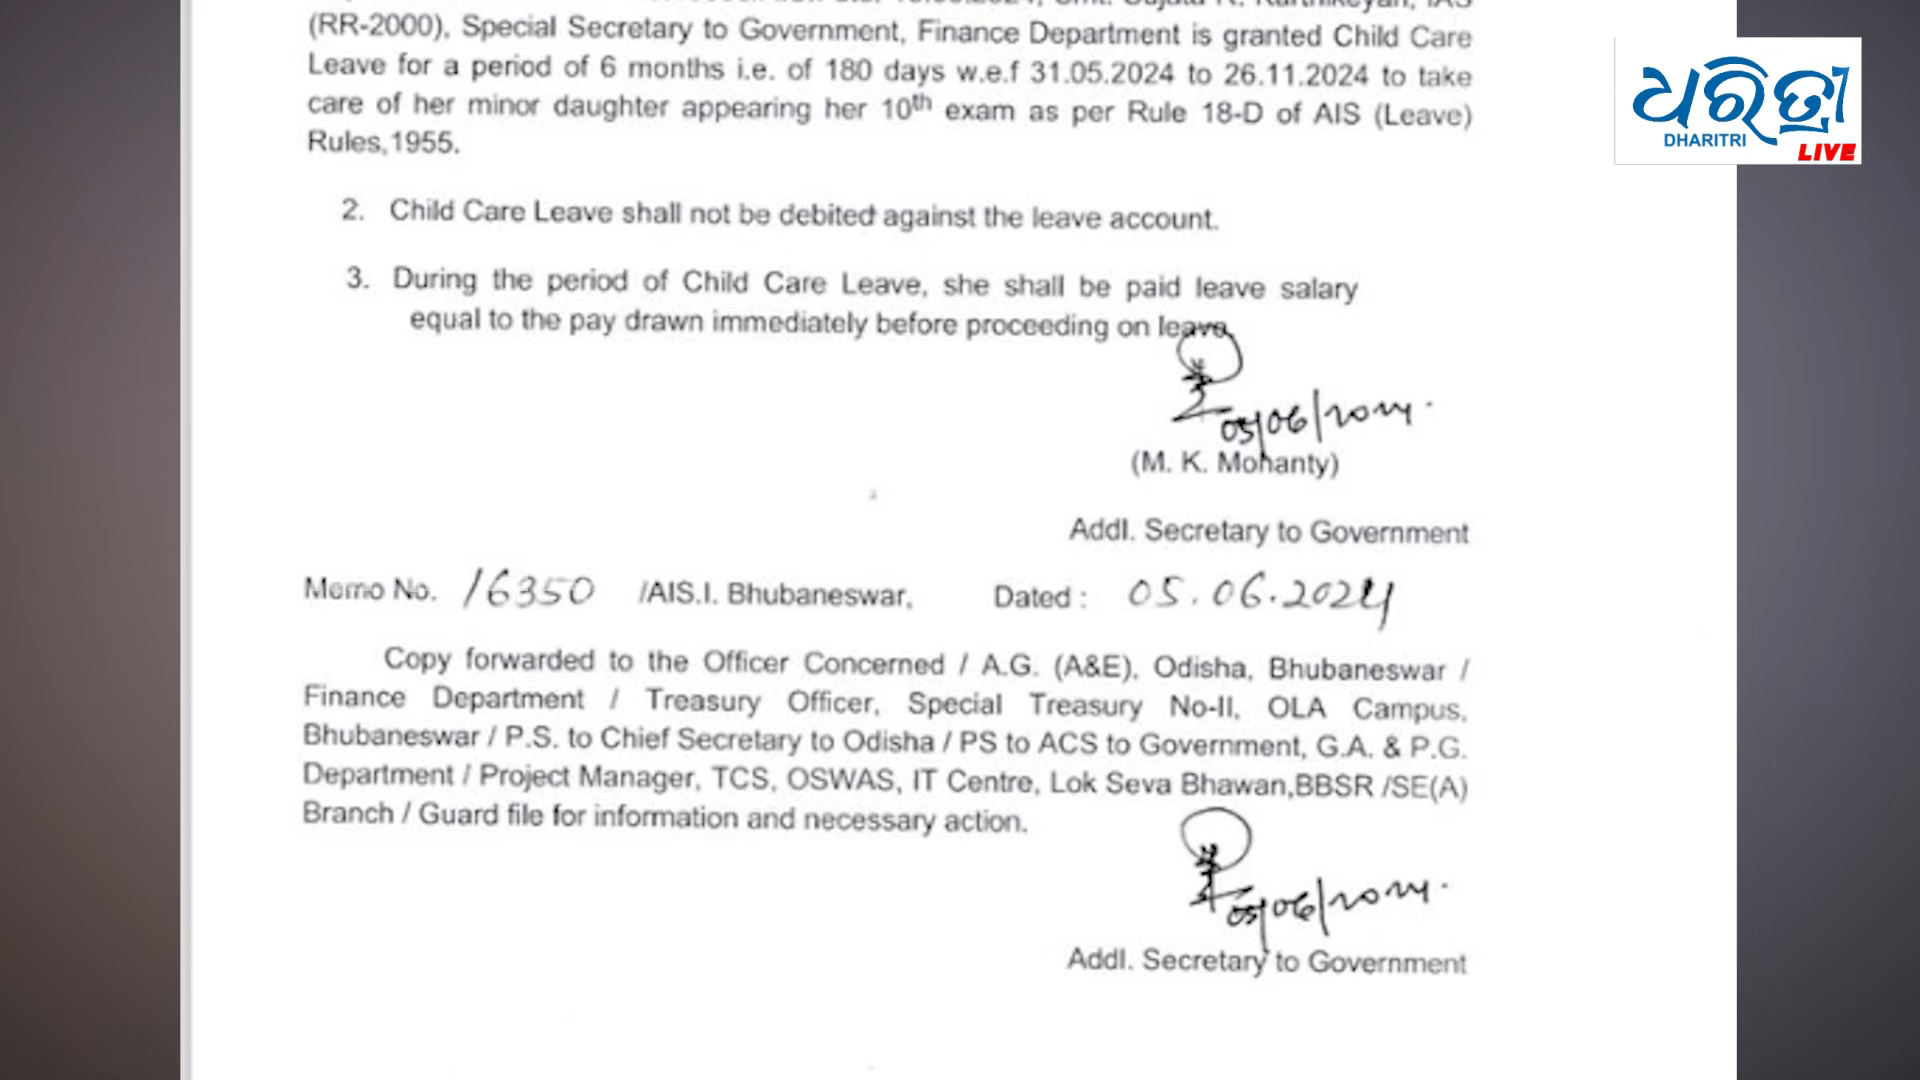 (RR-2000), Special Secretary to Government, Finance Department is granted Child Care
Leave for a period of 6 months i.e. of 180 days w.e.f 31.05.2024 to 26.11.2024 to take
care of her minor daughter appearing her 10th exam as per Rule 18-D of AIS (Leave)
Rules,1955.
2. Child Care Leave shall not be debited against the leave account.
3. During the period of Child Care Leave, she shall be paid leave salary
equal to the pay drawn immediately before proceeding on leave.
05/06/2024.
(M. K. Mohanty)
Addl. Secretary to Government
Memo No. 16350 /AIS.I. Bhubaneswar, Dated : 05.06.2024
Copy forwarded to the Officer Concerned / A.G. (A&E), Odisha, Bhubaneswar /
Finance Department / Treasury Officer, Special Treasury No-II, OLA Campus,
Bhubaneswar / P.S. to Chief Secretary to Odisha / PS to ACS to Government, G.A. & P.G.
Department / Project Manager, TCS, OSWAS, IT Centre, Lok Seva Bhawan,BBSR /SE(A)
Branch / Guard file for information and necessary action.
05/06/2024.
Addl. Secretary to Government
ଧରିତ୍ରୀ
DHARITRI
LIVE